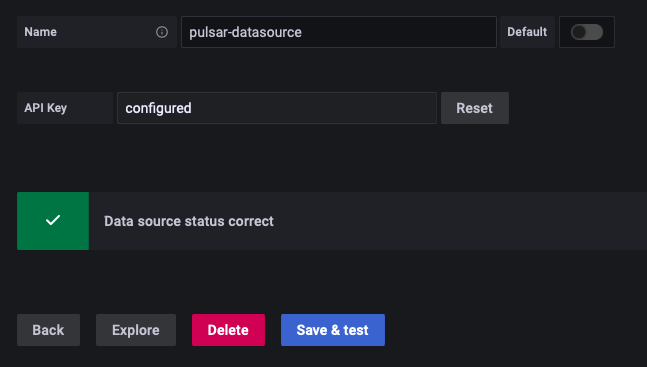 Name
pulsar-datasource
Default
API Key
configured
Reset
Data source status correct
Back
Explore
Delete
Save & test